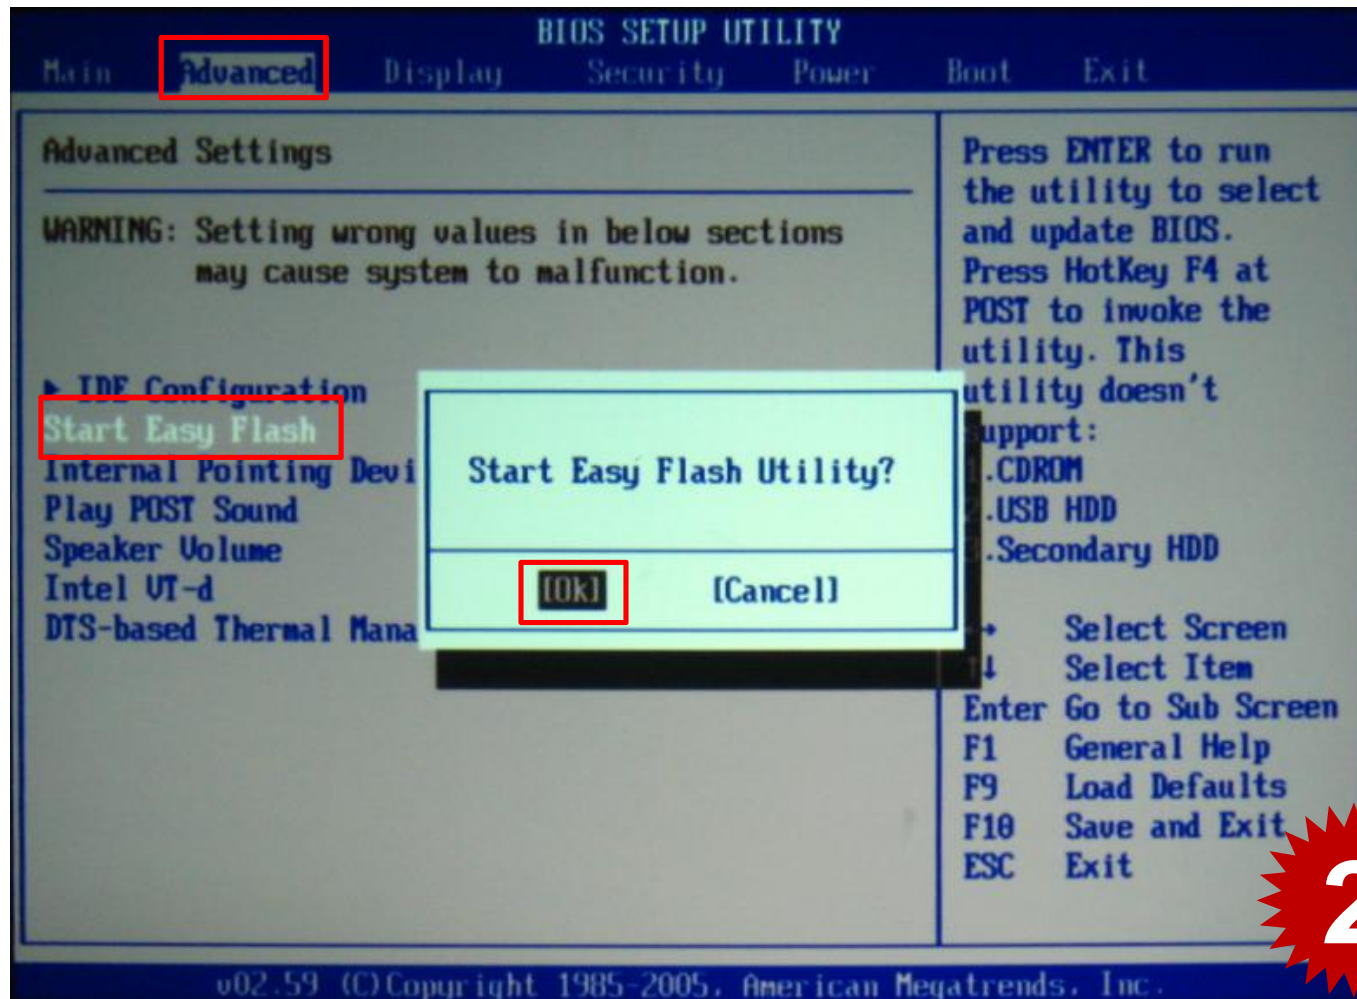 BIOS SETUP UTILITY
Main Advanced Display Security Power Boot Exit
Advanced Settings
WARNING: Setting wrong values in below sections
may cause system to malfunction.
▶ IDE Configuration
Start Easy Flash
Internal Pointing Devi
Play POST Sound
Speaker Volume
Intel VT-d
DTS-based Thermal Mana
Start Easy Flash Utility?
[Ok] [Cancel]
Press ENTER to run
the utility to select
and update BIOS.
Press HotKey F4 at
POST to invoke the
utility. This
utility doesn't
support:
1.CDROM
2.USB HDD
3.Secondary HDD
Select Screen
↑↓ Select Item
Enter Go to Sub Screen
F1 General Help
F9 Load Defaults
F10 Save and Exit
ESC Exit
2
v02.59 (C)Copyright 1985-2005, American Megatrends, Inc.